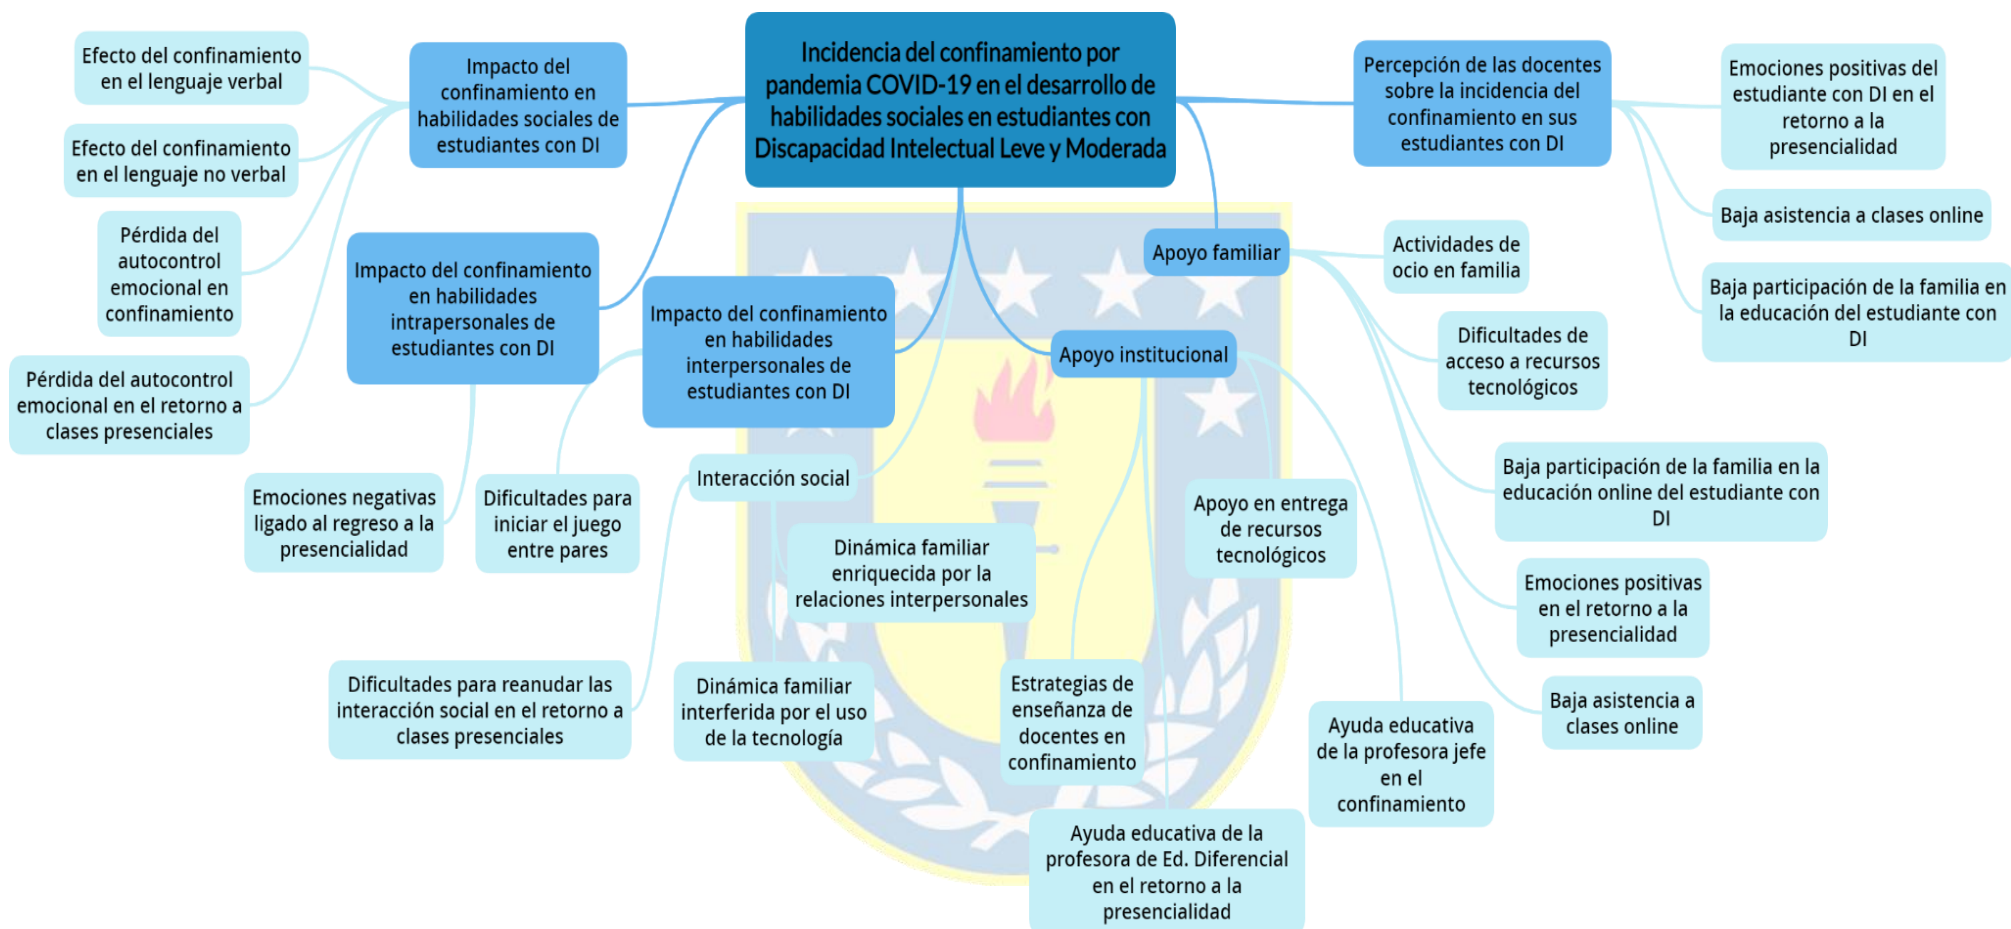 Incidencia del confinamiento por
pandemia COVID-19 en el desarrollo de
habilidades sociales en estudiantes con
Discapacidad Intelectual Leve y Moderada
Impacto del
confinamiento en
habilidades sociales de
estudiantes con DI
Efecto del confinamiento
en el lenguaje verbal
Efecto del confinamiento
en el lenguaje no verbal
Pérdida del
autocontrol
emocional en
confinamiento
Pérdida del autocontrol
emocional en el retorno a
clases presenciales
Impacto del confinamiento
en habilidades
intrapersonales de
estudiantes con DI
Emociones negativas
ligado al regreso a la
presencialidad
Impacto del confinamiento
en habilidades
interpersonales de
estudiantes con DI
Dificultades para
iniciar el juego
entre pares
Interacción social
Dinámica familiar
enriquecida por la
relaciones interpersonales
Dinámica familiar
interferida por el uso
de la tecnología
Dificultades para reanudar las
interacción social en el retorno a
clases presenciales
Apoyo institucional
Apoyo en entrega
de recursos
tecnológicos
Estrategias de
enseñanza de
docentes en
confinamiento
Ayuda educativa de la
profesora de Ed. Diferencial
en el retorno a la
presencialidad
Ayuda educativa
de la profesora jefe
en el
confinamiento
Apoyo familiar
Actividades de
ocio en familia
Dificultades de
acceso a recursos
tecnológicos
Baja participación de la familia en la
educación online del estudiante con
DI
Emociones positivas
en el retorno a la
presencialidad
Baja asistencia a
clases online
Percepción de las docentes
sobre la incidencia del
confinamiento en sus
estudiantes con DI
Emociones positivas del
estudiante con DI en el
retorno a la
presencialidad
Baja asistencia a clases online
Baja participación de la familia en
la educación del estudiante con
DI